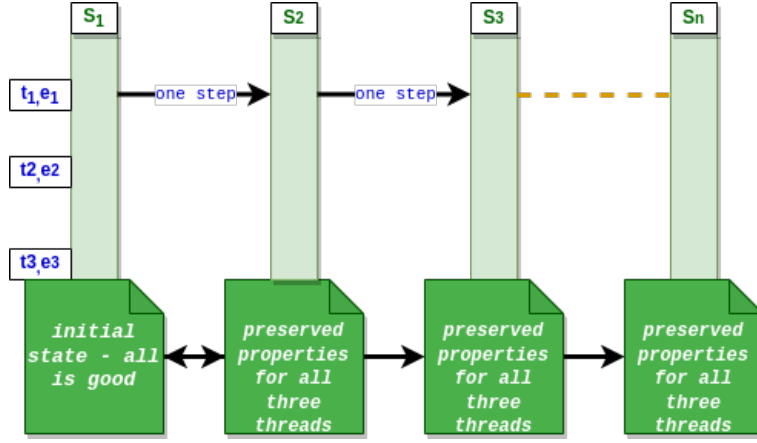 S1 S2 S3 Sn
t1,e1 one step one step
t2,e2
t3,e3
initial
state - all
is good
preserved
properties
for all
three
threads
preserved
properties
for all
three
threads
preserved
properties
for all
three
threads